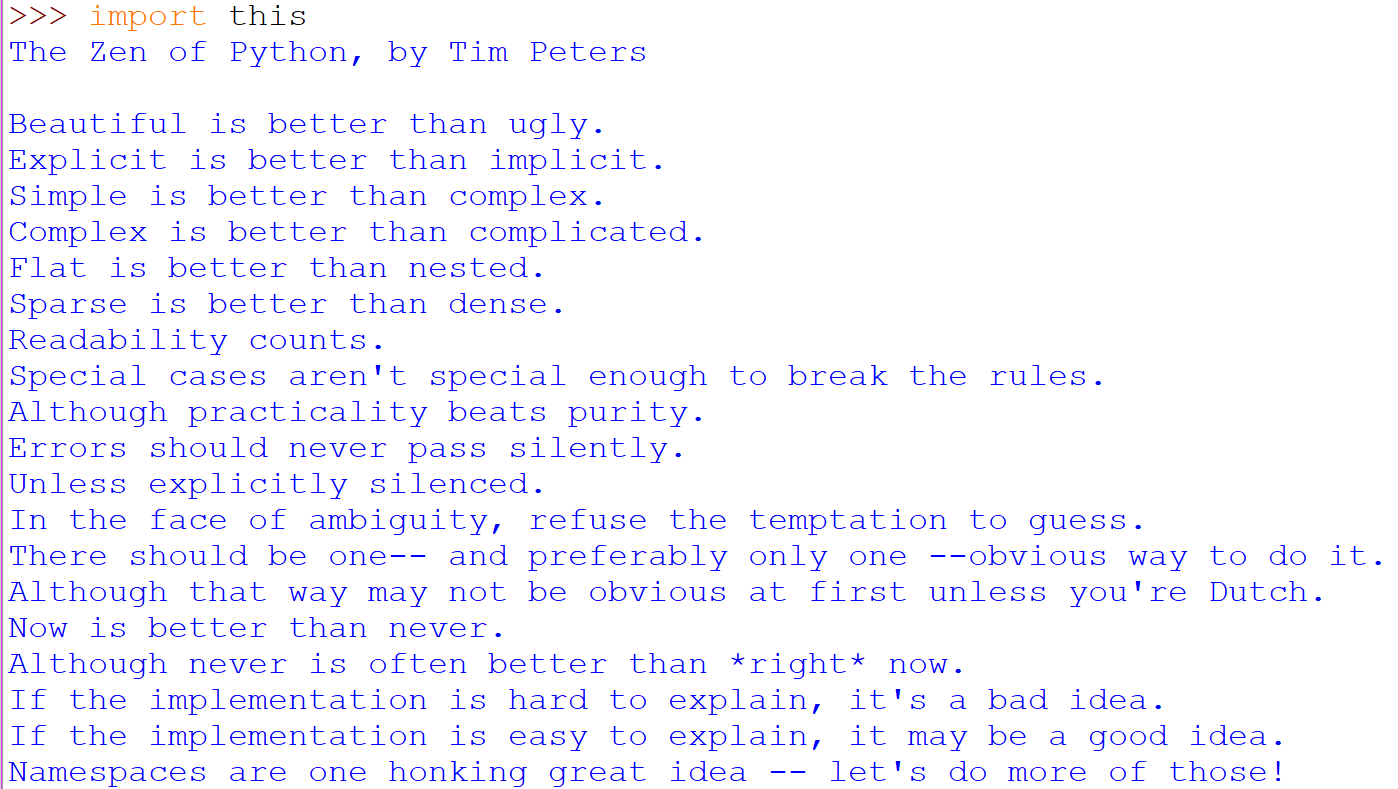 >>> import this
The Zen of Python, by Tim Peters

Beautiful is better than ugly.
Explicit is better than implicit.
Simple is better than complex.
Complex is better than complicated.
Flat is better than nested.
Sparse is better than dense.
Readability counts.
Special cases aren't special enough to break the rules.
Although practicality beats purity.
Errors should never pass silently.
Unless explicitly silenced.
In the face of ambiguity, refuse the temptation to guess.
There should be one-- and preferably only one --obvious way to do it.
Although that way may not be obvious at first unless you're Dutch.
Now is better than never.
Although never is often better than *right* now.
If the implementation is hard to explain, it's a bad idea.
If the implementation is easy to explain, it may be a good idea.
Namespaces are one honking great idea -- let's do more of those!